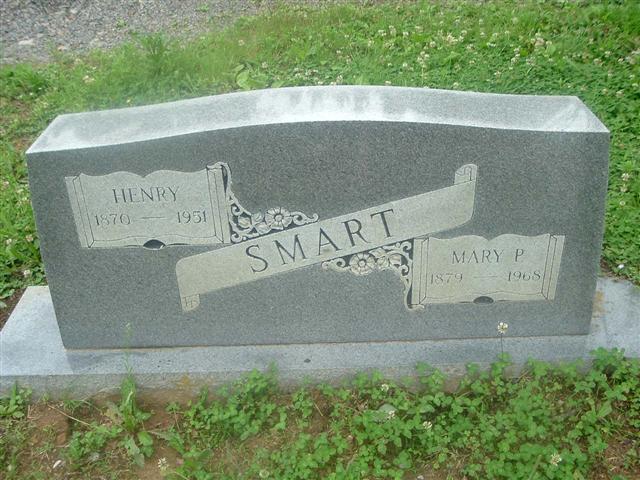 HENRY
1870 — 1951
SMART
MARY P.
1879 — 1968